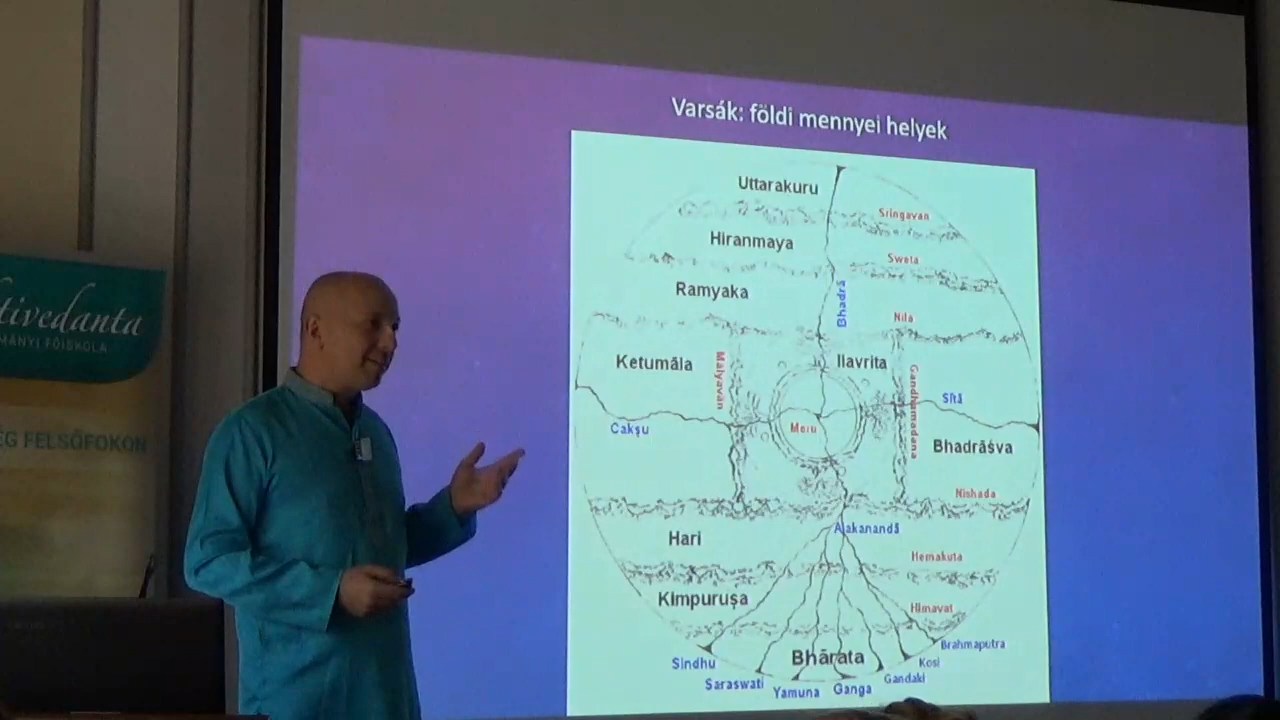 Varsák: földi mennyei helyek
Uttarakuru
Sringavan
Hiranmaya
Sweta
Ramyaka
Bhadrā
Nila
Ketumāla
Malyavan
Ilavrita
Gandhamadana
Sītā
Cakṣu
Meru
Bhadrāśva
Nishada
Hari
Alakanandā
Hemakuta
Kimpuruṣa
Himavat
Brahmaputra
Bhārata
Kosi
Sindhu
Gandaki
Saraswati
Yamuna
Ganga
tivedanta
MÁNYI FŐISKOLA
ÉG FELSŐFOKON